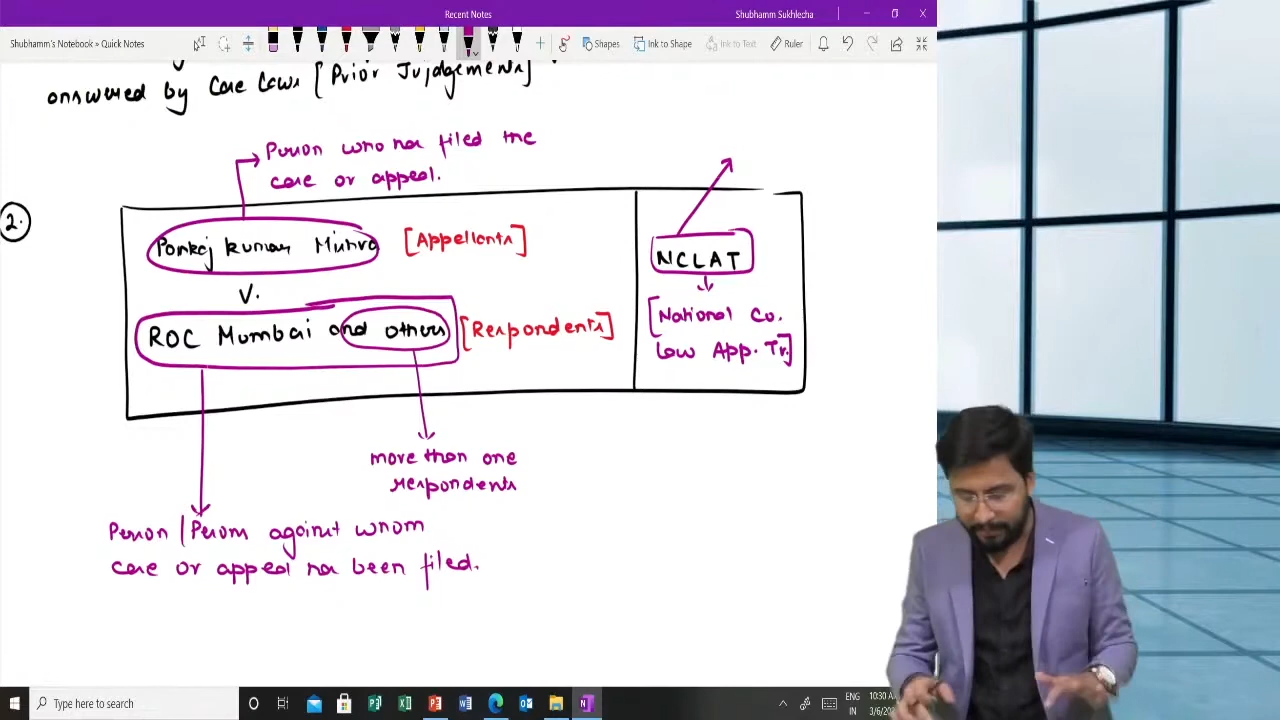 Recent Notes
Shubhamm Sukhlecha
Shubhamm's Notebook » Quick Notes
Shapes
Ink to Shape
Ink to Text
Ruler
answered by Case Laws [Prior Judgements]
Person who has filed the
case or appeal.
2.
Pankaj kumar Mishra [Appellants]
V.
ROC Mumbai and others [Respondents]
NCLAT
[National Co.
Law App. Tr.]
more than one
respondents
Person / Persons against whom
case or appeal has been filed.
Type here to search
ENG
IN
10:30